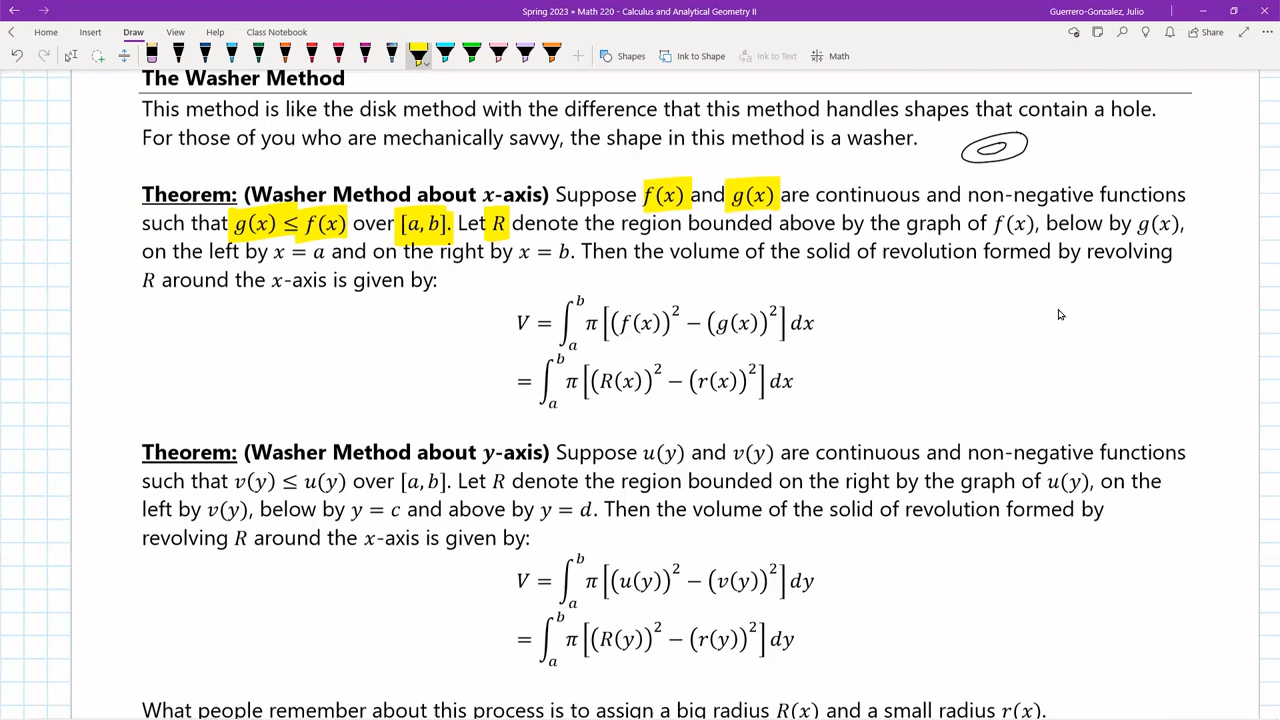 Spring 2023 » Math 220 - Calculus and Analytical Geometry II
Guerrero-Gonzalez, Julio
Home Insert Draw View Help Class Notebook
Share
Shapes Ink to Shape Ink to Text Math
The Washer Method
This method is like the disk method with the difference that this method handles shapes that contain a hole.
For those of you who are mechanically savvy, the shape in this method is a washer.
Theorem: (Washer Method about x-axis) Suppose f(x) and g(x) are continuous and non-negative functions
such that g(x) ≤ f(x) over [a, b]. Let R denote the region bounded above by the graph of f(x), below by g(x),
on the left by x = a and on the right by x = b. Then the volume of the solid of revolution formed by revolving
R around the x-axis is given by:
V = ∫_a^b π[(f(x))² − (g(x))²] dx
= ∫_a^b π[(R(x))² − (r(x))²] dx
Theorem: (Washer Method about y-axis) Suppose u(y) and v(y) are continuous and non-negative functions
such that v(y) ≤ u(y) over [a, b]. Let R denote the region bounded on the right by the graph of u(y), on the
left by v(y), below by y = c and above by y = d. Then the volume of the solid of revolution formed by
revolving R around the x-axis is given by:
V = ∫_a^b π[(u(y))² − (v(y))²] dy
= ∫_a^b π[(R(y))² − (r(y))²] dy
What people remember about this process is to assign a big radius R(x) and a small radius r(x).